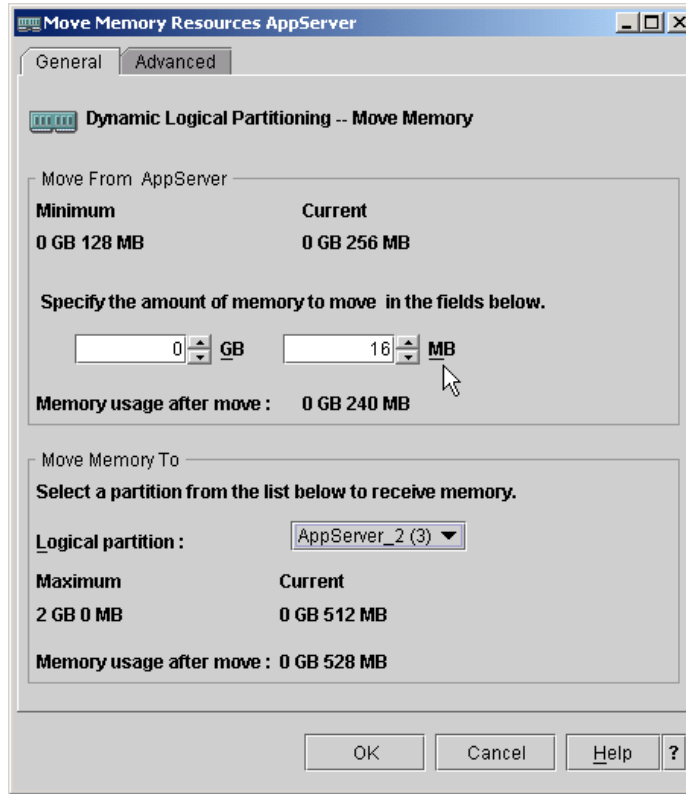 Move Memory Resources AppServer
General Advanced
Dynamic Logical Partitioning -- Move Memory
Move From AppServer
Minimum Current
0 GB 128 MB 0 GB 256 MB
Specify the amount of memory to move in the fields below.
0 GB 16 MB
Memory usage after move : 0 GB 240 MB
Move Memory To
Select a partition from the list below to receive memory.
Logical partition : AppServer_2 (3)
Maximum Current
2 GB 0 MB 0 GB 512 MB
Memory usage after move : 0 GB 528 MB
OK Cancel Help ?